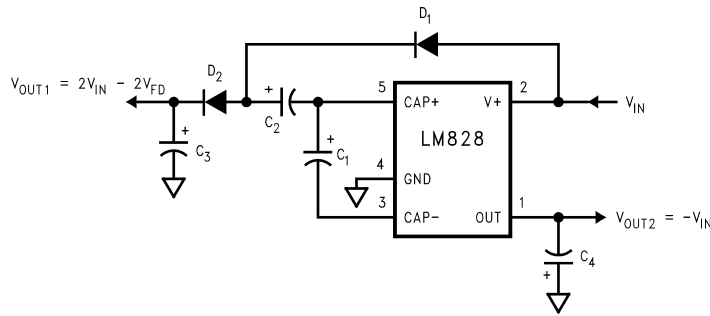 D1
VOUT1 = 2VIN - 2VFD
D2
+
C2
5
CAP+
V+
2
VIN
LM828
+
C3
+
C1
4
GND
3
CAP-
OUT
1
VOUT2 = -VIN
C4
+